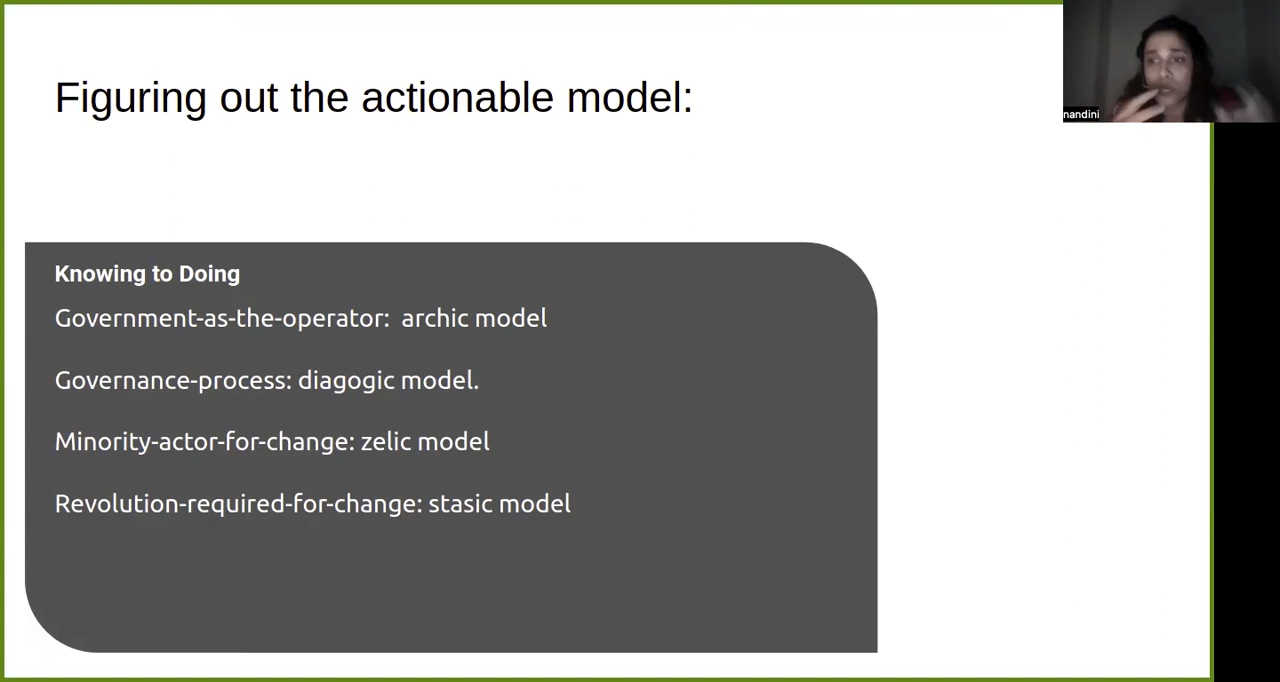 Figuring out the actionable model:
nandini
Knowing to Doing
Government-as-the-operator:  archic model
Governance-process: diagogic model.
Minority-actor-for-change: zelic model
Revolution-required-for-change: stasic model